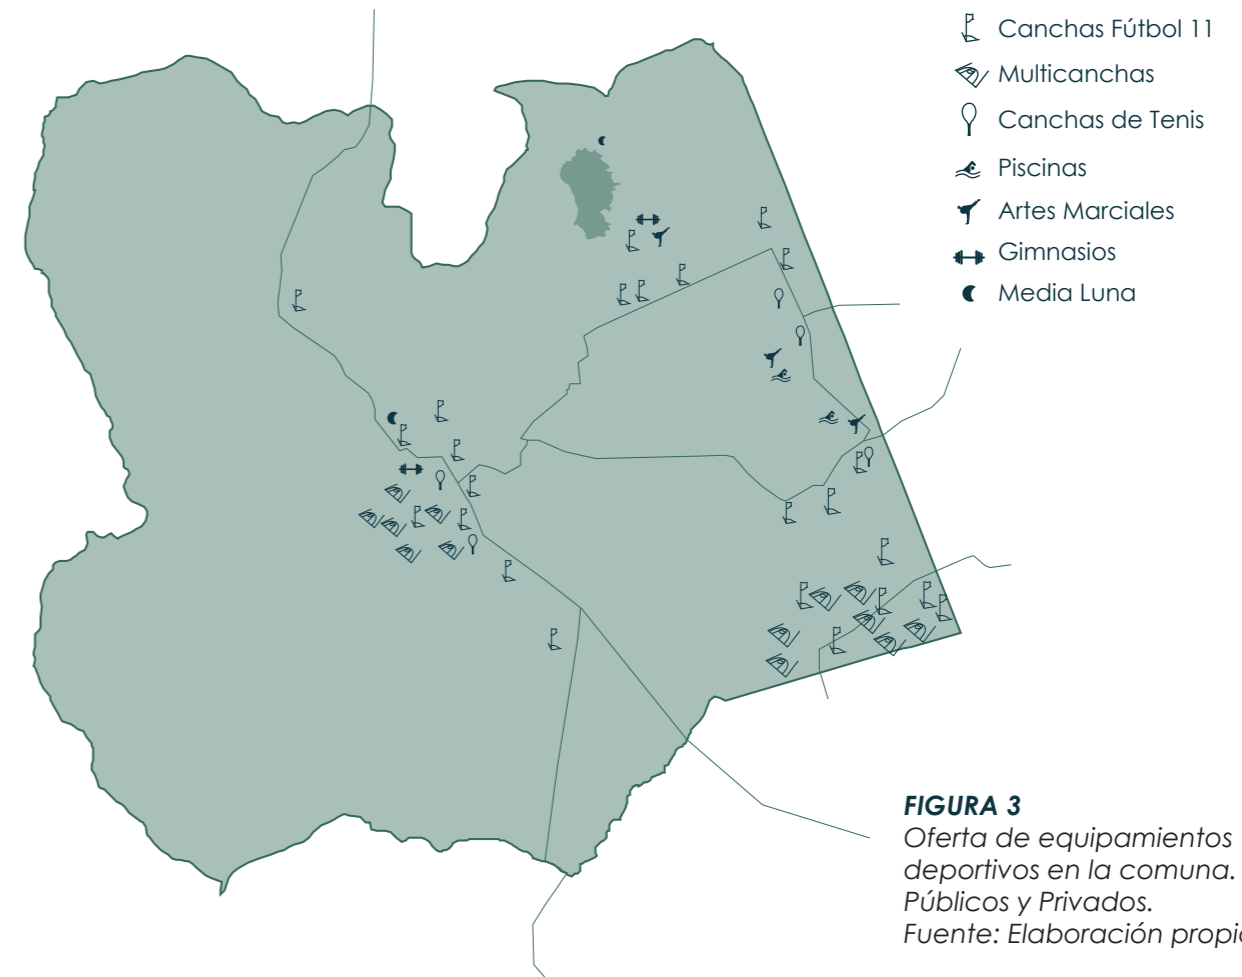 Canchas Fútbol 11
Multicanchas
Canchas de Tenis
Piscinas
Artes Marciales
Gimnasios
Media Luna
FIGURA 3
Oferta de equipamientos
deportivos en la comuna.
Públicos y Privados.
Fuente: Elaboración propia